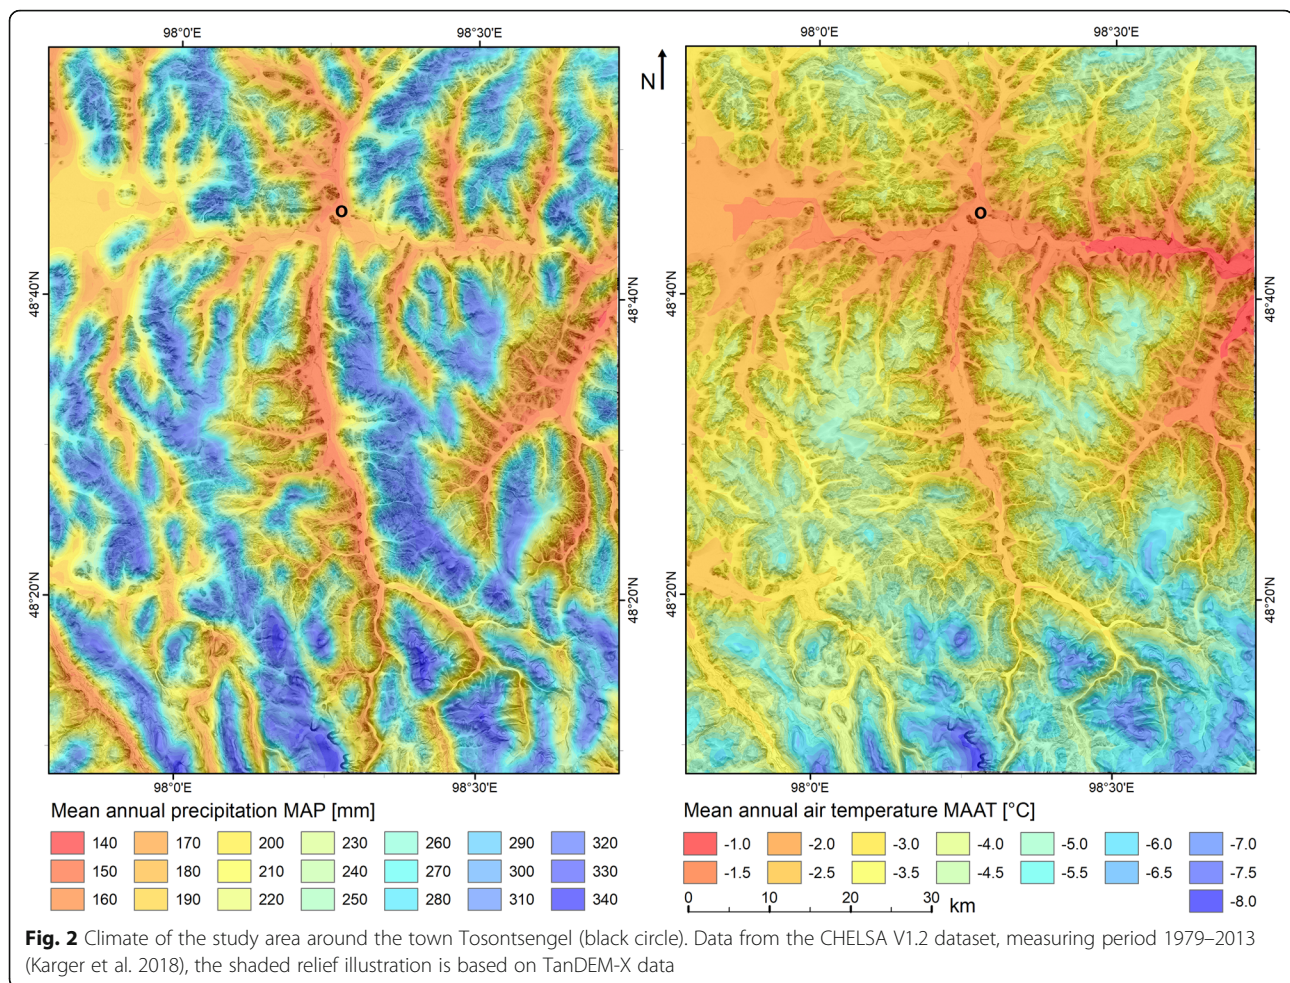 98°0'E 98°30'E 98°0'E 98°30'E
N
O O
48°40'N 48°40'N 48°40'N
48°20'N 48°20'N 48°20'N
98°0'E 98°30'E 98°0'E 98°30'E
Mean annual precipitation MAP [mm]
140 170 200 230 260 290 320
150 180 210 240 270 300 330
160 190 220 250 280 310 340
Mean annual air temperature MAAT [°C]
-1.0 -2.0 -3.0 -4.0 -5.0 -6.0 -7.0
-1.5 -2.5 -3.5 -4.5 -5.5 -6.5 -7.5
-8.0
0 10 20 30 km
Fig. 2 Climate of the study area around the town Tosontsengel (black circle). Data from the CHELSA V1.2 dataset, measuring period 1979–2013
(Karger et al. 2018), the shaded relief illustration is based on TanDEM-X data